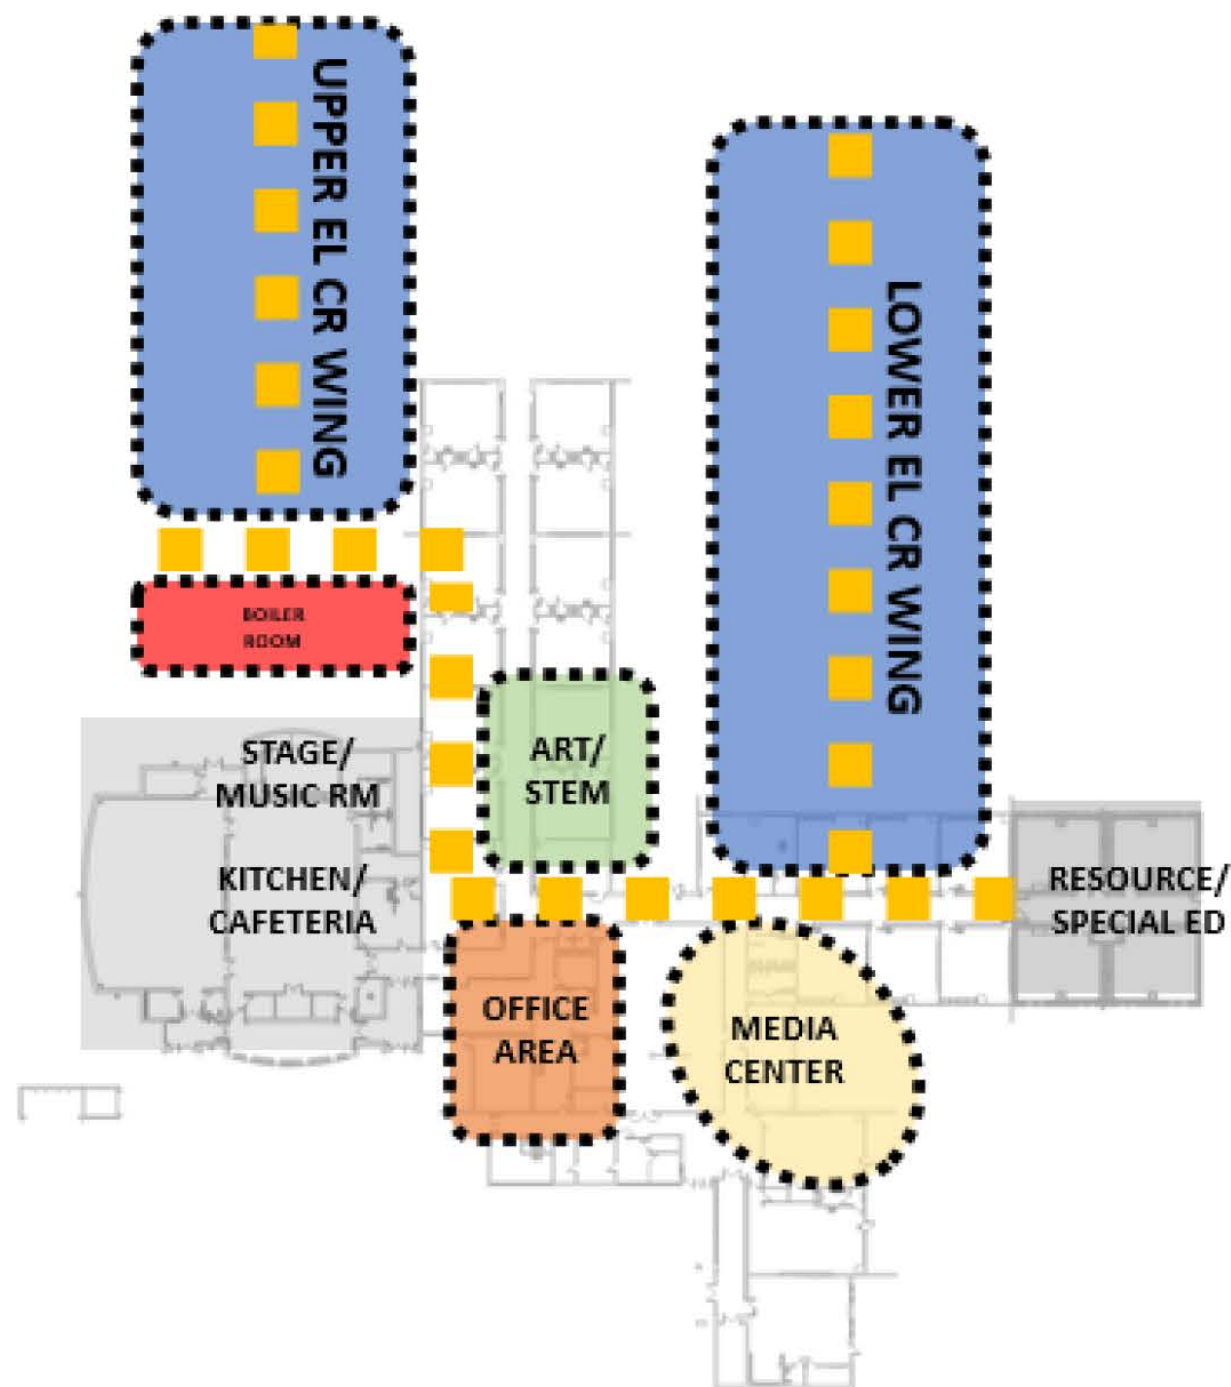 UPPER EL CR WING
LOWER EL CR WING
BOILER
ROOM
STAGE/
MUSIC RM
ART/
STEM
KITCHEN/
CAFETERIA
RESOURCE/
SPECIAL ED
OFFICE
AREA
MEDIA
CENTER